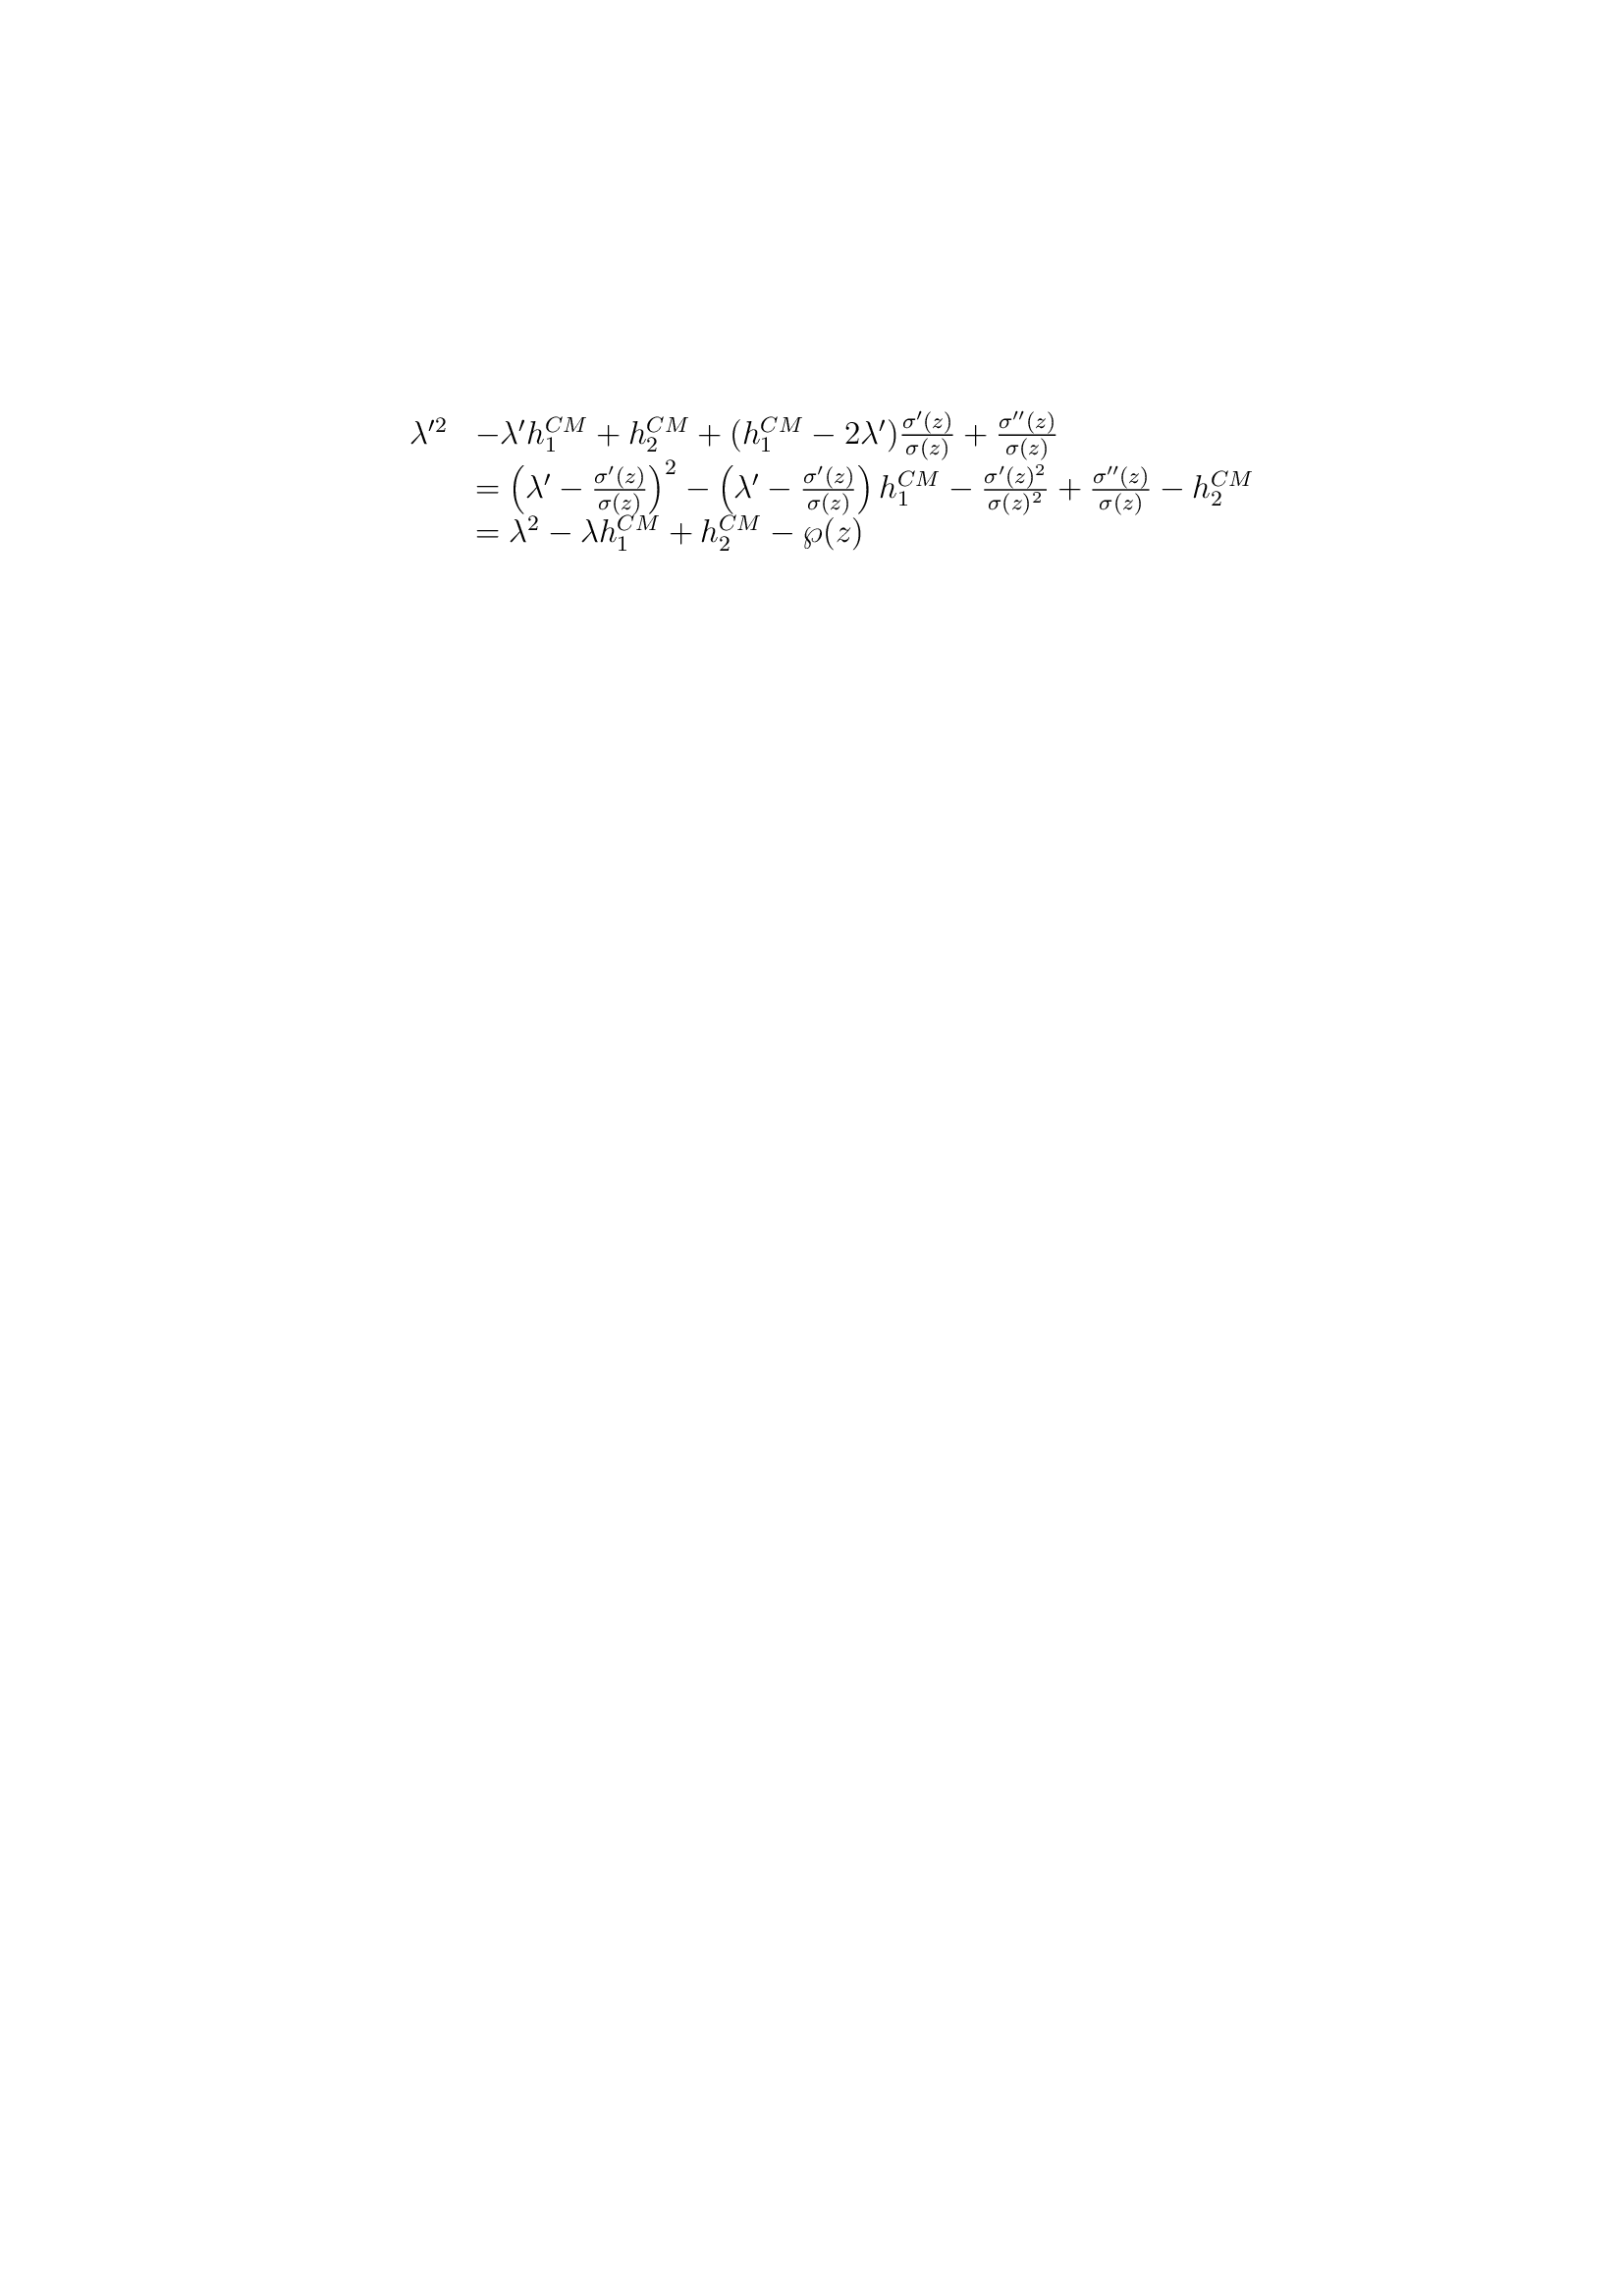 $\lambda'^2 \quad -\lambda' h_1^{CM} + h_2^{CM} + (h_1^{CM} - 2\lambda')\frac{\sigma'(z)}{\sigma(z)} + \frac{\sigma''(z)}{\sigma(z)}$
$= \left(\lambda' - \frac{\sigma'(z)}{\sigma(z)}\right)^2 - \left(\lambda' - \frac{\sigma'(z)}{\sigma(z)}\right) h_1^{CM} - \frac{\sigma'(z)^2}{\sigma(z)^2} + \frac{\sigma''(z)}{\sigma(z)} - h_2^{CM}$
$= \lambda^2 - \lambda h_1^{CM} + h_2^{CM} - \wp(z)$